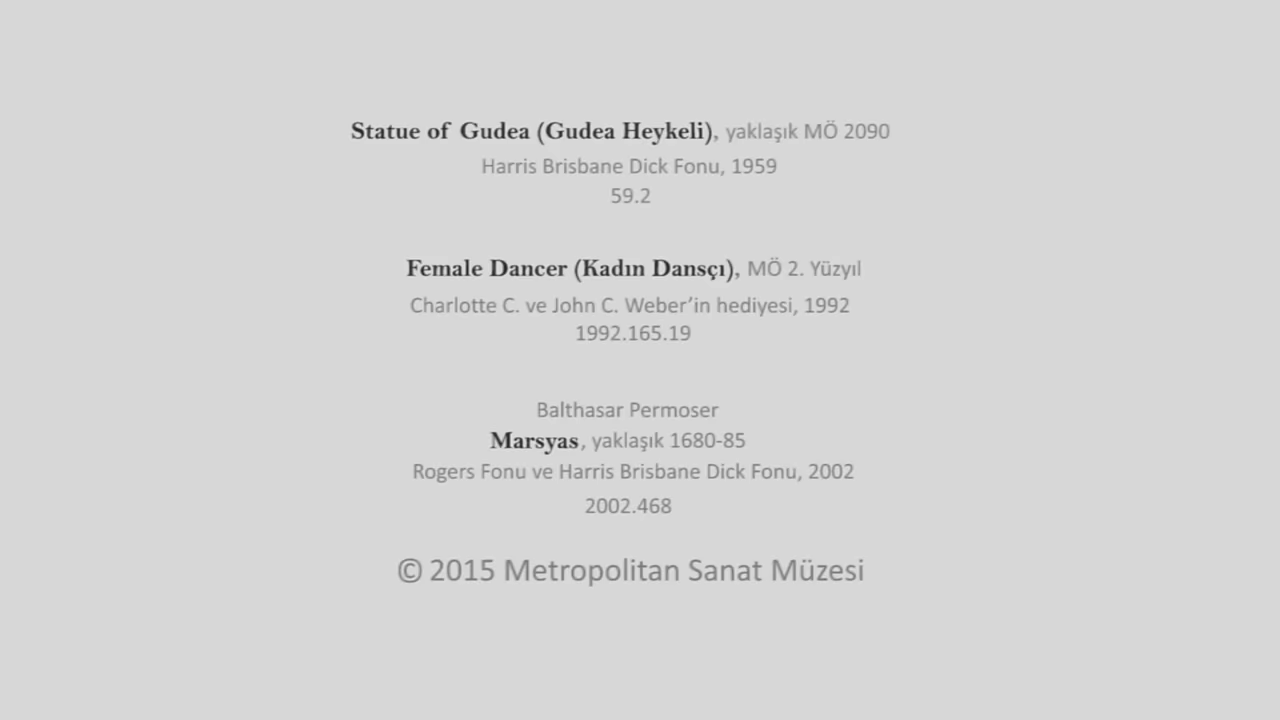 Statue of Gudea (Gudea Heykeli), yaklaşık MÖ 2090
Harris Brisbane Dick Fonu, 1959
59.2
Female Dancer (Kadın Dansçı), MÖ 2. Yüzyıl
Charlotte C. ve John C. Weber’in hediyesi, 1992
1992.165.19
Balthasar Permoser
Marsyas, yaklaşık 1680-85
Rogers Fonu ve Harris Brisbane Dick Fonu, 2002
2002.468
© 2015 Metropolitan Sanat Müzesi